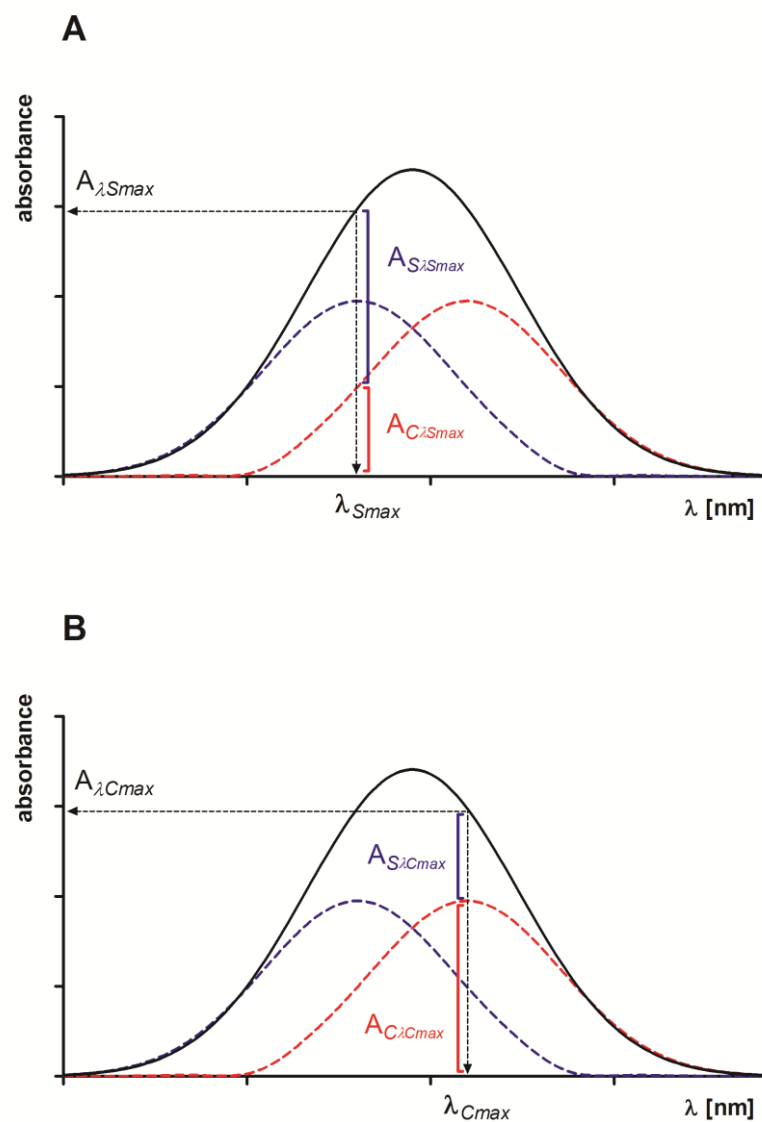 A
absorbance
AλSmax
ASλSmax
ACλSmax
λSmax
λ [nm]
B
absorbance
AλCmax
ASλCmax
ACλCmax
λCmax
λ [nm]